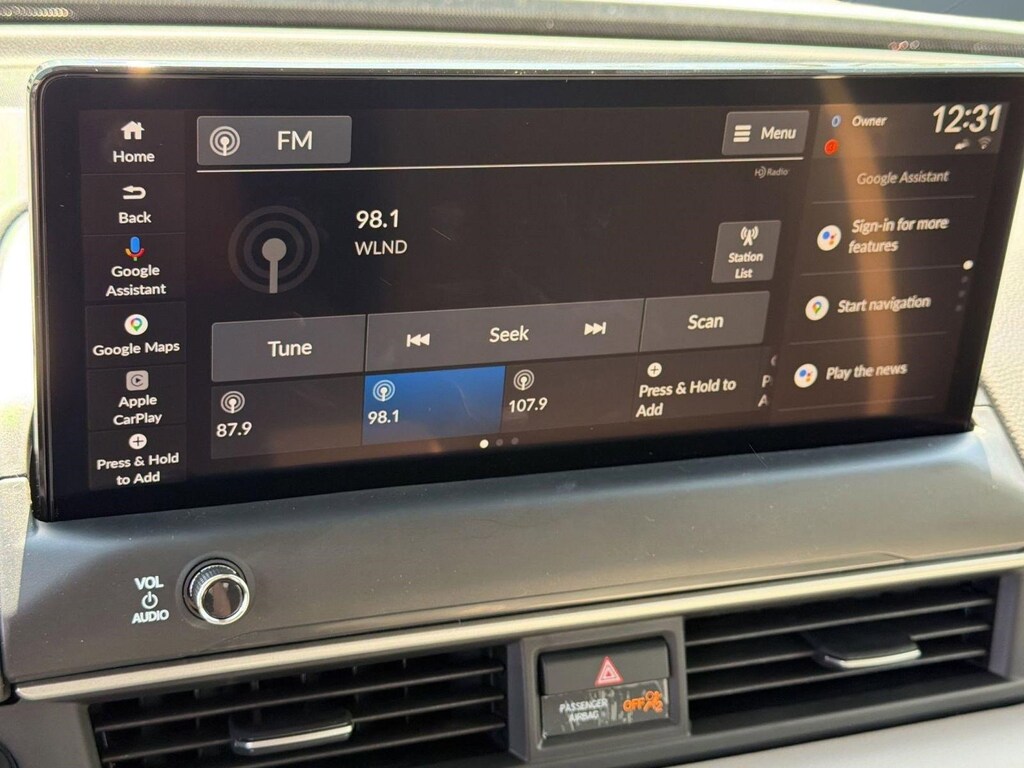 Home
Back
Google
Assistant
Google Maps
Apple
CarPlay
Press & Hold
to Add
FM
Menu
HD Radio
98.1
WLND
Station
List
Tune
Seek
Scan
87.9
98.1
107.9
Press & Hold to
Add
P
A
Owner
12:31
Google Assistant
Sign-in for more
features
Start navigation
Play the news
VOL
AUDIO
PASSENGER
AIRBAG
OFF